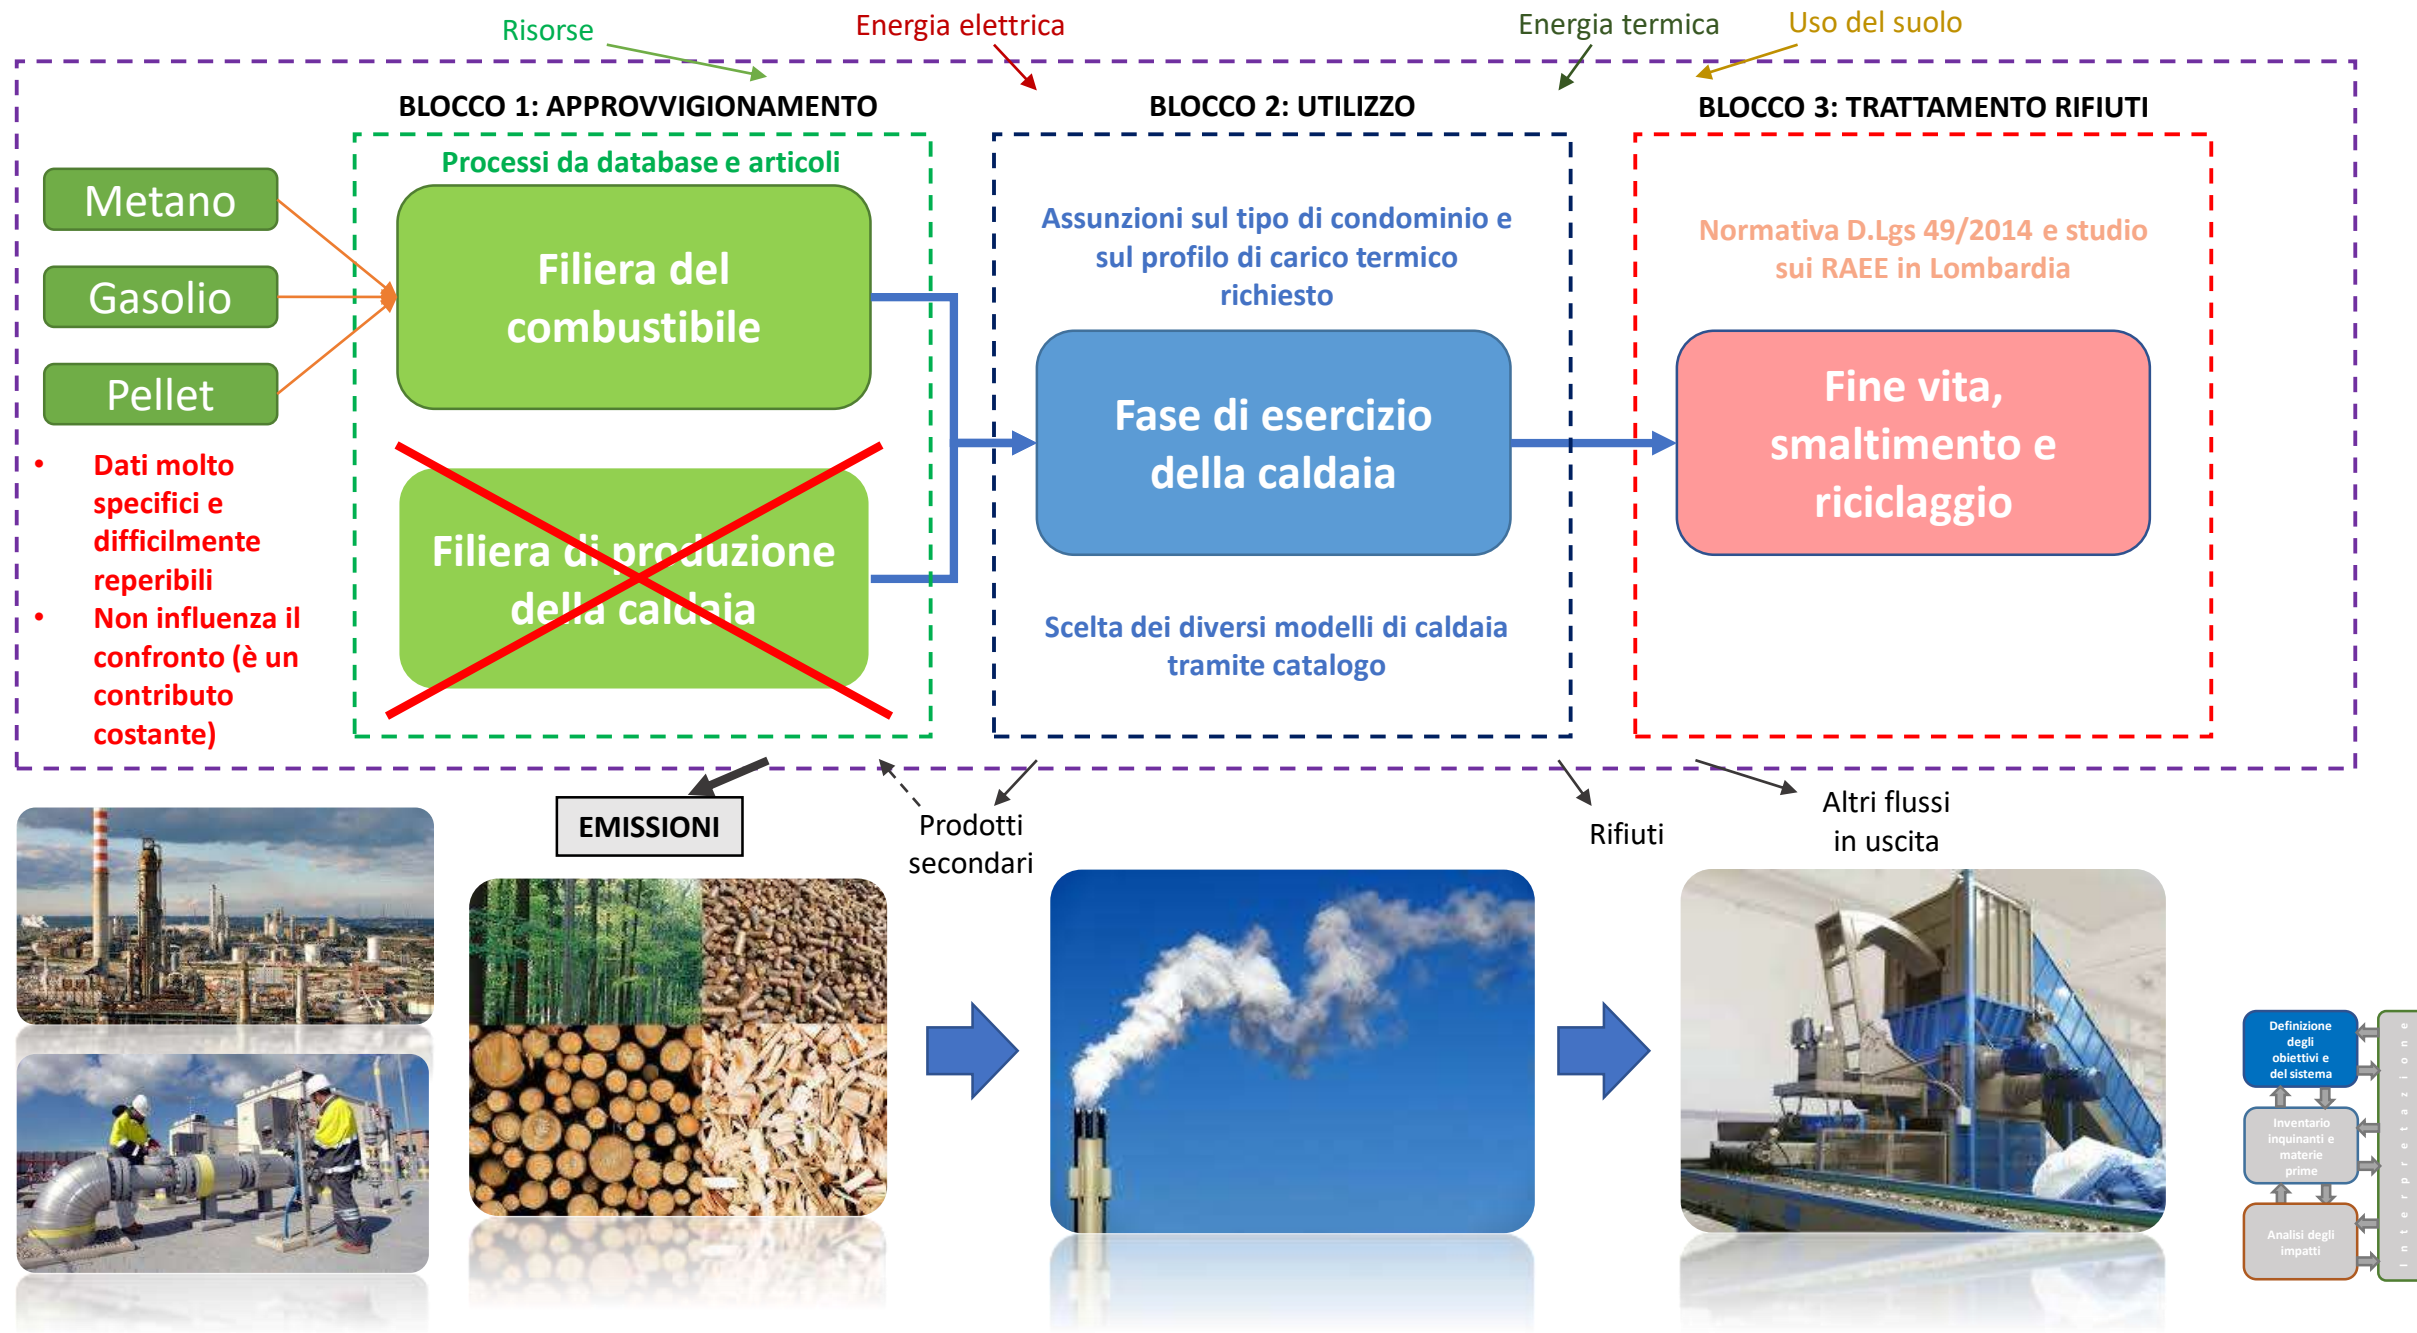 Risorse
Energia elettrica
Energia termica
Uso del suolo
BLOCCO 1: APPROVVIGIONAMENTO
BLOCCO 2: UTILIZZO
BLOCCO 3: TRATTAMENTO RIFIUTI
Metano
Gasolio
Pellet
• Dati molto
specifici e
difficilmente
reperibili
• Non influenza il
confronto (è un
contributo
costante)
Processi da database e articoli
Filiera del
combustibile
Filiera di produzione
della caldaia
Assunzioni sul tipo di condominio e
sul profilo di carico termico
richiesto
Fase di esercizio
della caldaia
Scelta dei diversi modelli di caldaia
tramite catalogo
Normativa D.Lgs 49/2014 e studio
sui RAEE in Lombardia
Fine vita,
smaltimento e
riciclaggio
EMISSIONI
Prodotti
secondari
Rifiuti
Altri flussi
in uscita
Definizione
degli
obiettivi e
del sistema
Inventario
inquinanti e
materie
prime
Analisi degli
impatti
Interpretazione